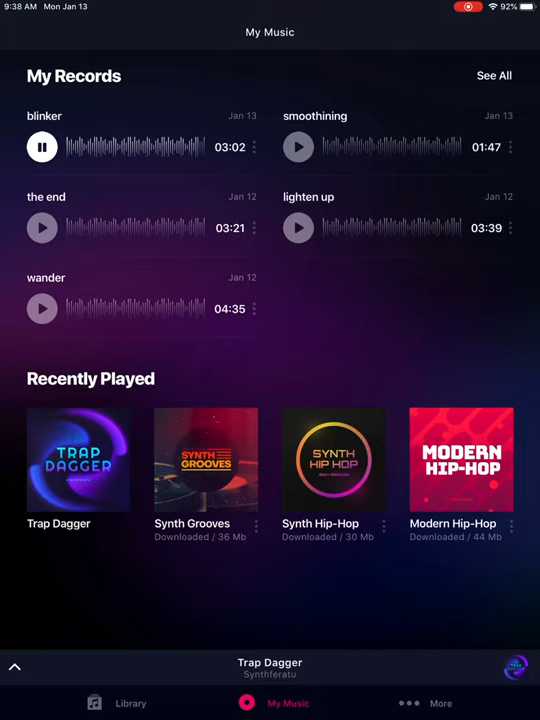 9:38 AM Mon Jan 13
92%
My Music
My Records
See All
blinker
Jan 13
03:02
smoothining
Jan 13
01:47
the end
Jan 12
03:21
lighten up
Jan 12
03:39
wander
Jan 12
04:35
Recently Played
TRAP
DAGGER
SYNTH
GROOVES
SYNTH
HIP HOP
MODERN
HIP-HOP
Trap Dagger
Synth Grooves
Downloaded / 36 Mb
Synth Hip-Hop
Downloaded / 30 Mb
Modern Hip-Hop
Downloaded / 44 Mb
Trap Dagger
Synthferatu
Library
My Music
More